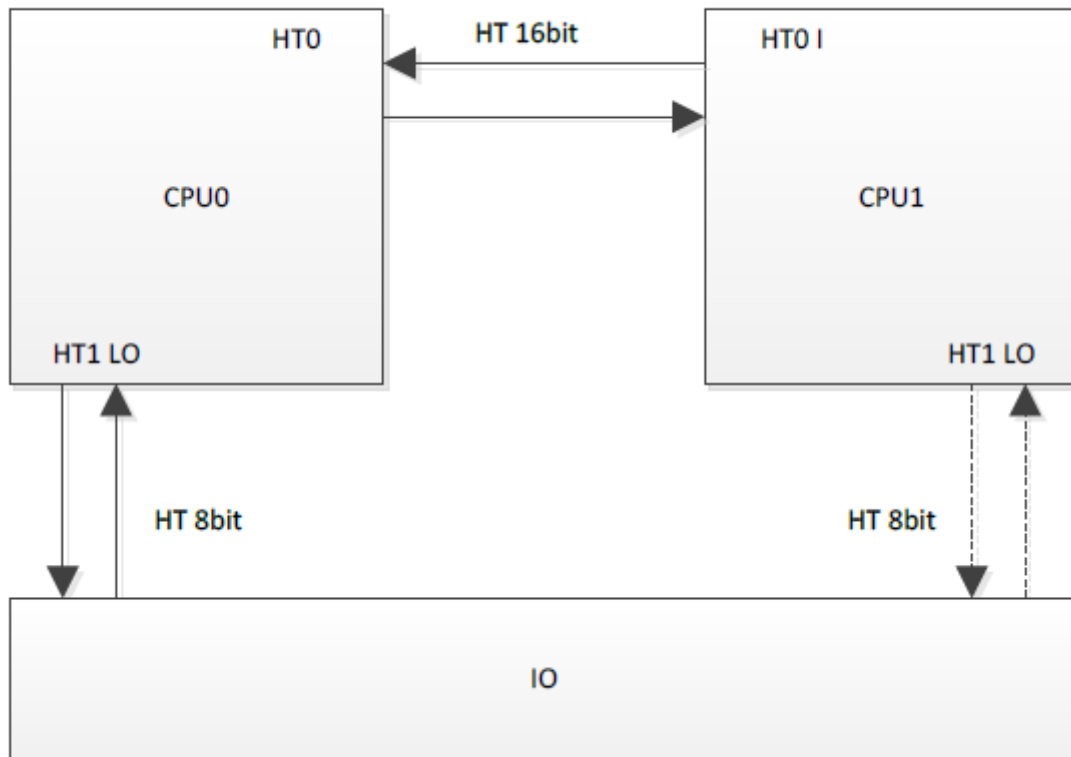 HT0
HT 16bit
HT0 I
CPU0
CPU1
HT1 LO
HT1 LO
HT 8bit
HT 8bit
IO